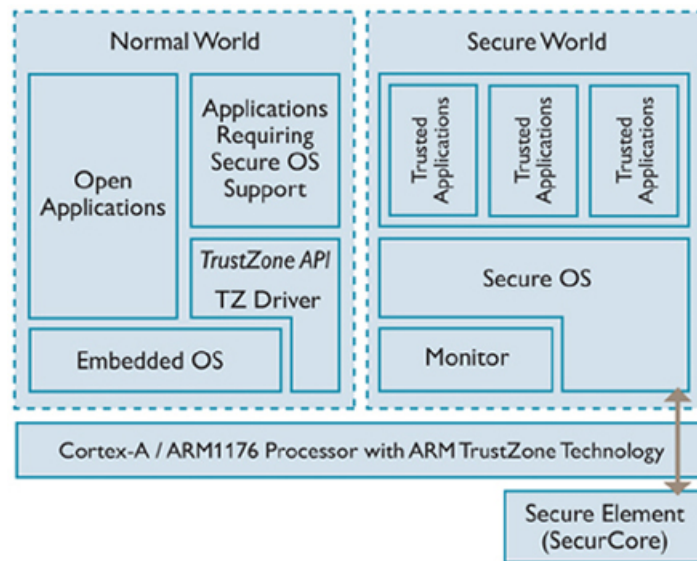 Normal World
Open
Applications
Applications
Requiring
Secure OS
Support
TrustZone API
TZ Driver
Embedded OS
Secure World
Trusted
Applications
Trusted
Applications
Trusted
Applications
Secure OS
Monitor
Cortex-A / ARM1176 Processor with ARM TrustZone Technology
Secure Element
(SecurCore)